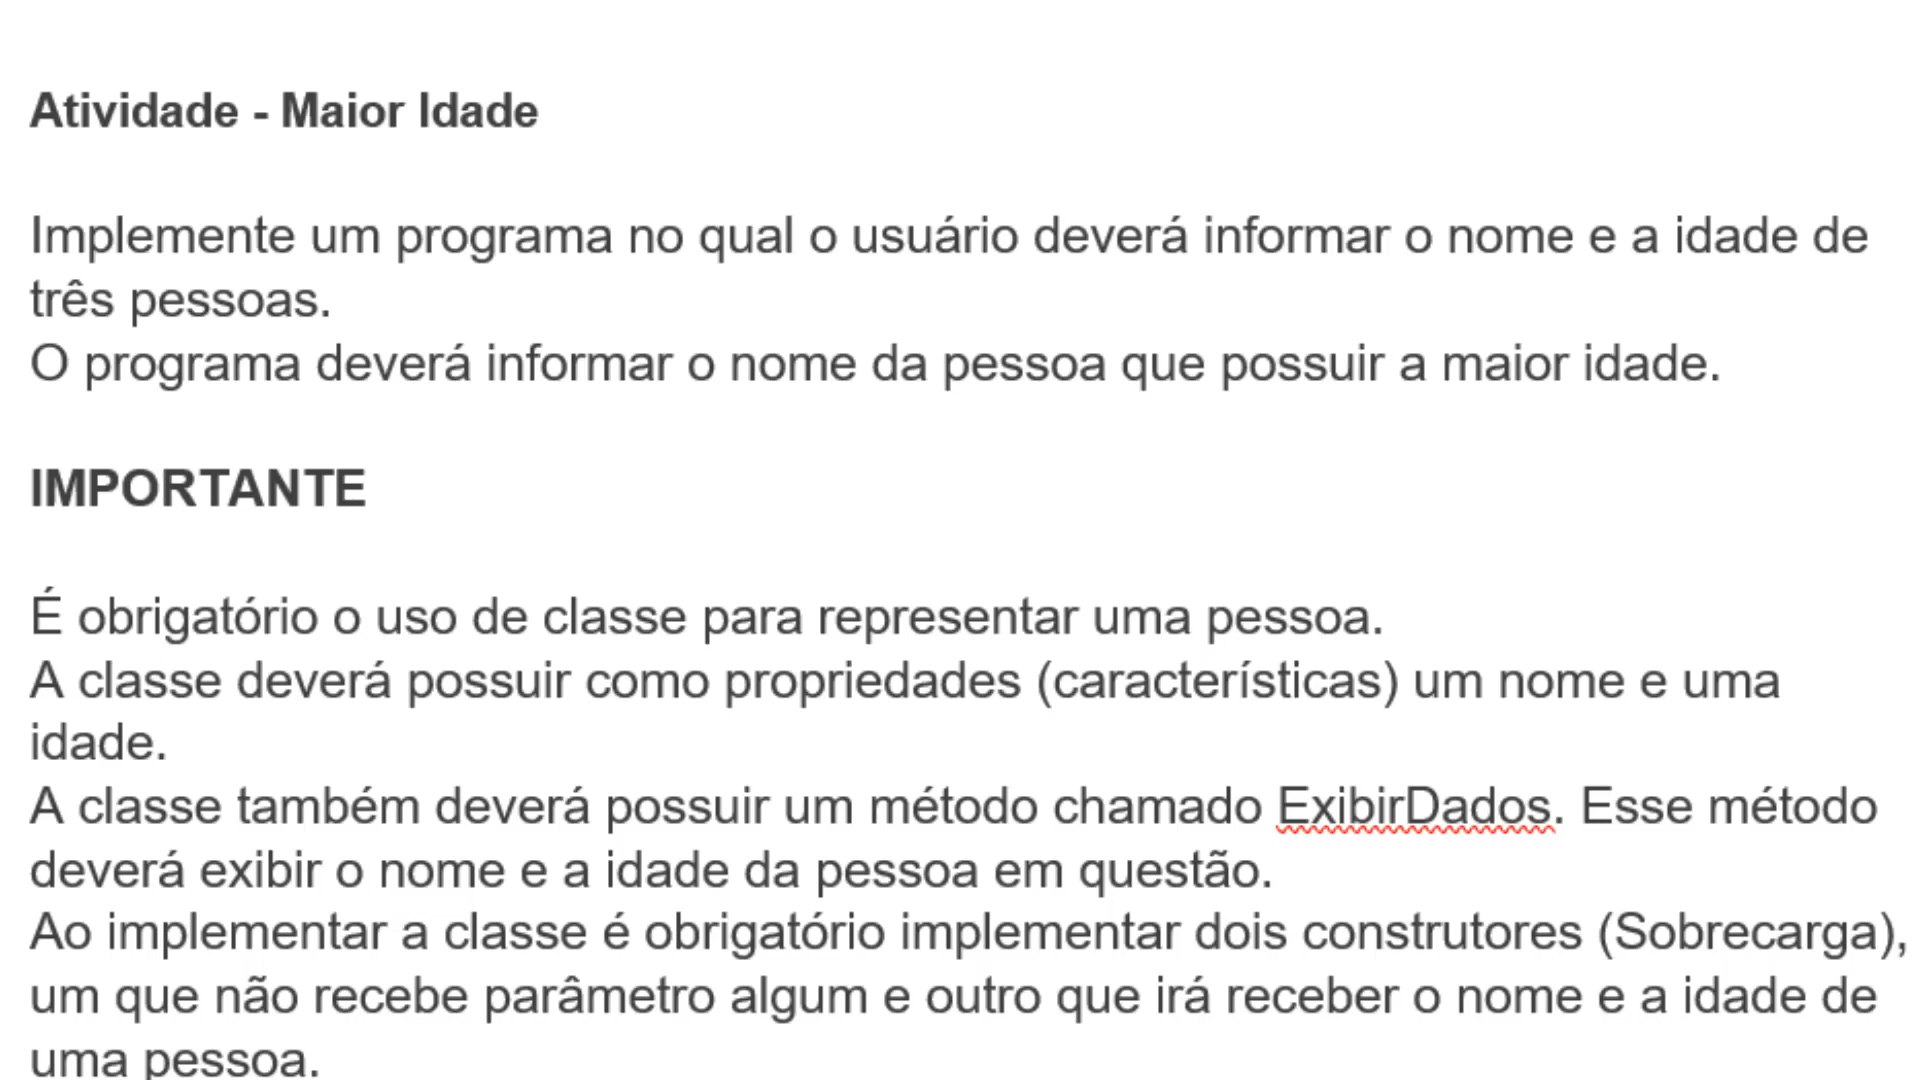 Atividade - Maior Idade
Implemente um programa no qual o usuário deverá informar o nome e a idade de
três pessoas.
O programa deverá informar o nome da pessoa que possuir a maior idade.
IMPORTANTE
É obrigatório o uso de classe para representar uma pessoa.
A classe deverá possuir como propriedades (características) um nome e uma
idade.
A classe também deverá possuir um método chamado ExibirDados. Esse método
deverá exibir o nome e a idade da pessoa em questão.
Ao implementar a classe é obrigatório implementar dois construtores (Sobrecarga),
um que não recebe parâmetro algum e outro que irá receber o nome e a idade de
uma pessoa.